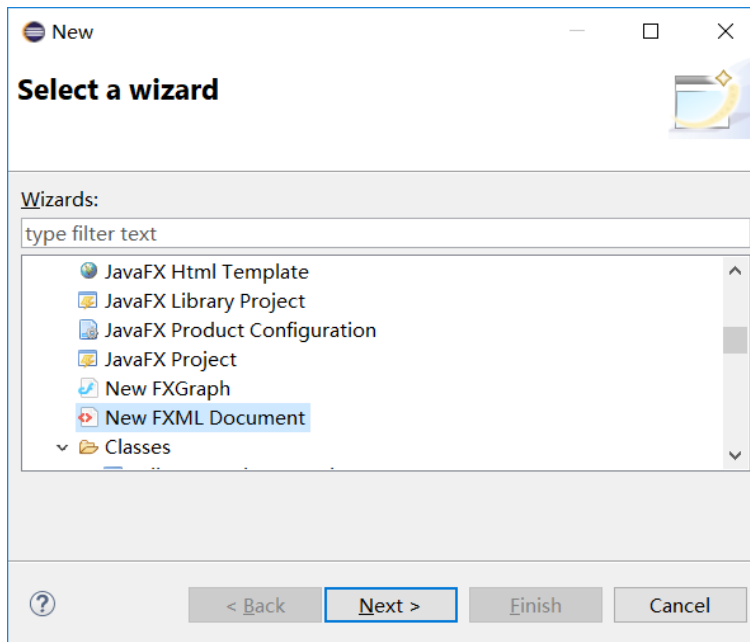 New
Select a wizard
Wizards:
type filter text
JavaFX Html Template
JavaFX Library Project
JavaFX Product Configuration
JavaFX Project
New FXGraph
New FXML Document
Classes
?
< Back
Next >
Finish
Cancel